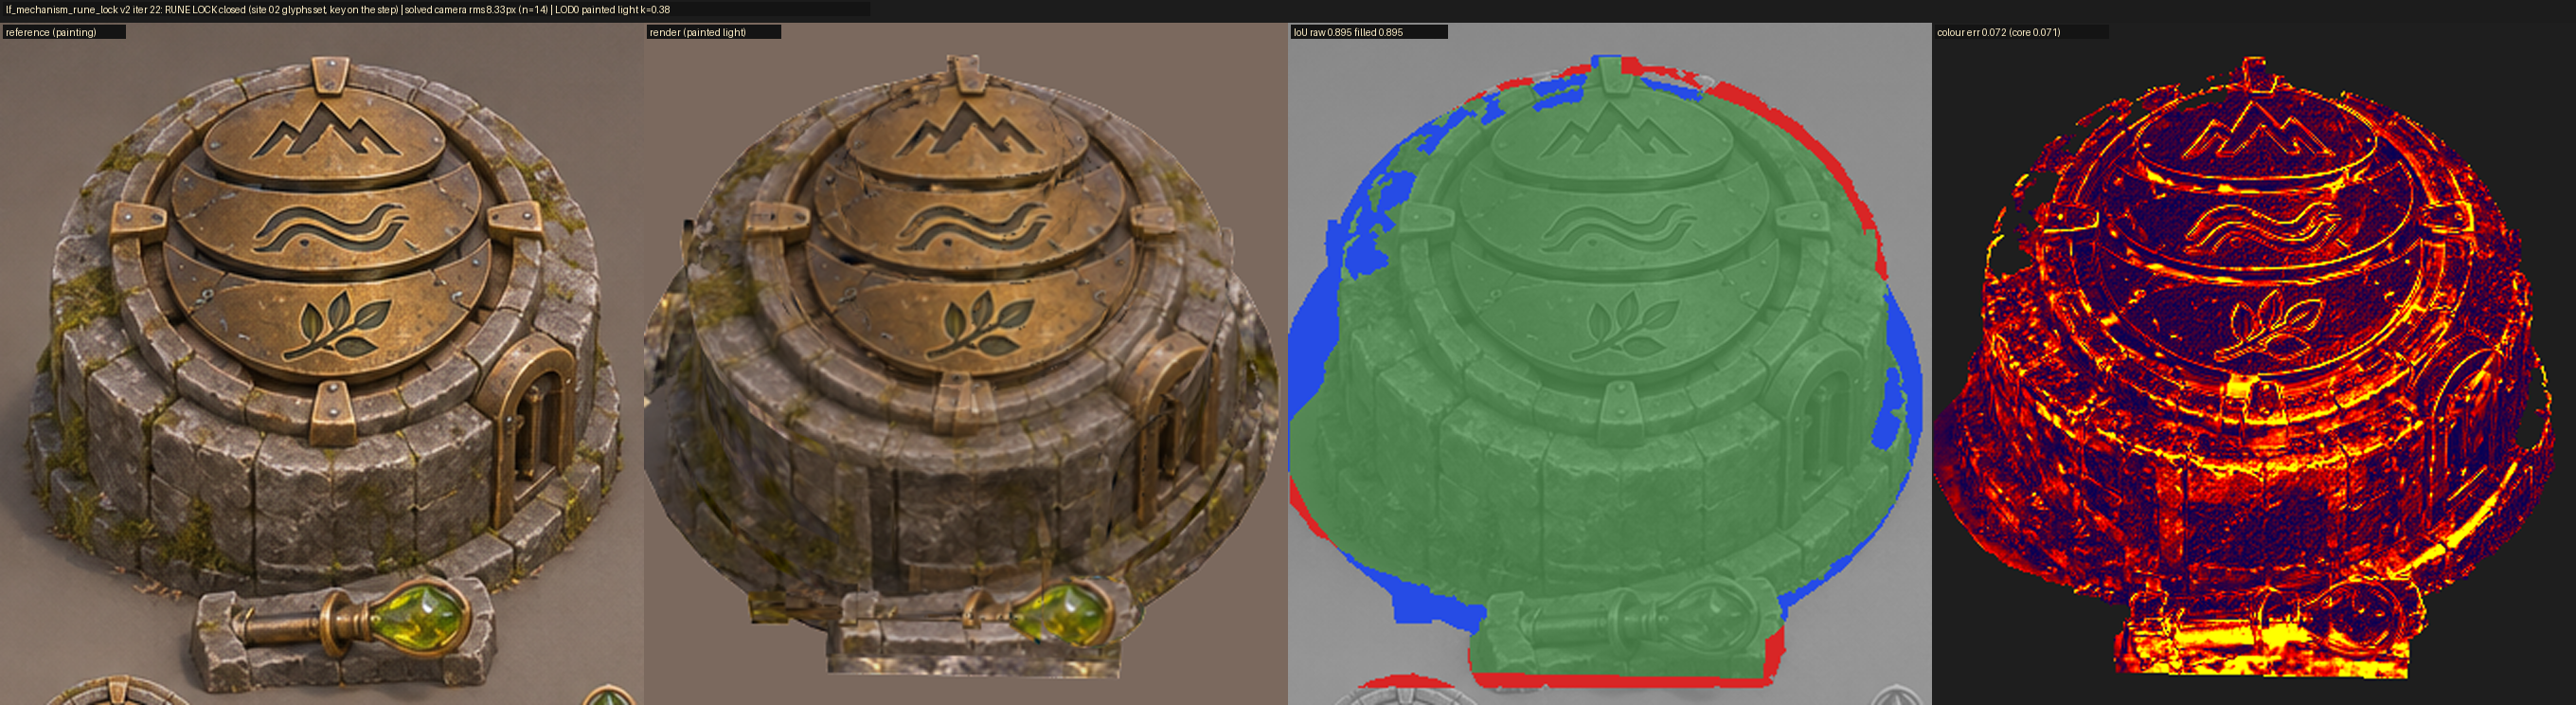 lf_mechanism_rune_lock v2 iter 22: RUNE LOCK closed (site 02 glyphs set, key on the step) | solved camera rms 8.33px (n=14) | LOD0 painted light k=0.38
reference (painting)
render (painted light)
IoU raw 0.895 filled 0.895
colour err 0.072 (core 0.071)